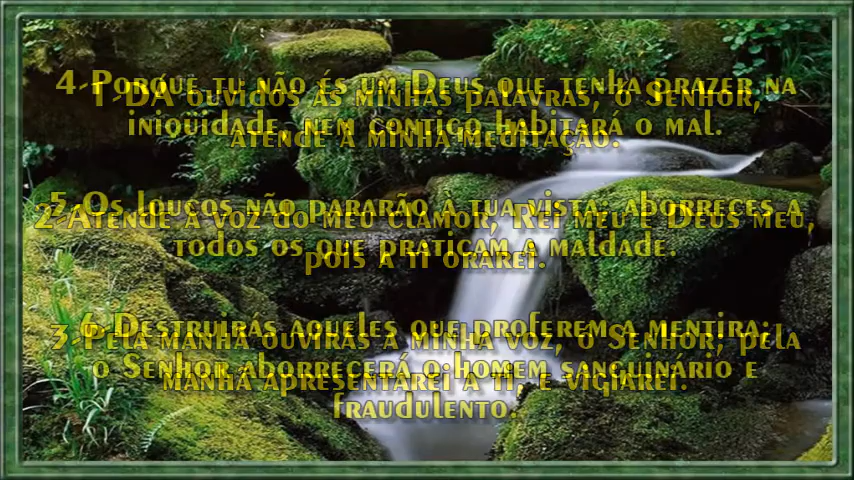 1-DÁ ouvidos às minhas palavras, ó Senhor,
atende à minha meditação.
2-Atende à voz do meu clamor, Rei meu e Deus meu,
pois a ti orarei.
3-Pela manhã ouvirás a minha voz, ó Senhor; pela
manhã apresentarei a ti, e vigiarei.
4-Porque tu não és um Deus que tenha prazer na
iniqüidade, nem contigo habitará o mal.
5-Os loucos não pararão à tua vista; aborreces a
todos os que praticam a maldade.
6-Destruirás aqueles que proferem a mentira;
o Senhor aborrecerá o homem sanguinário e
fraudulento.